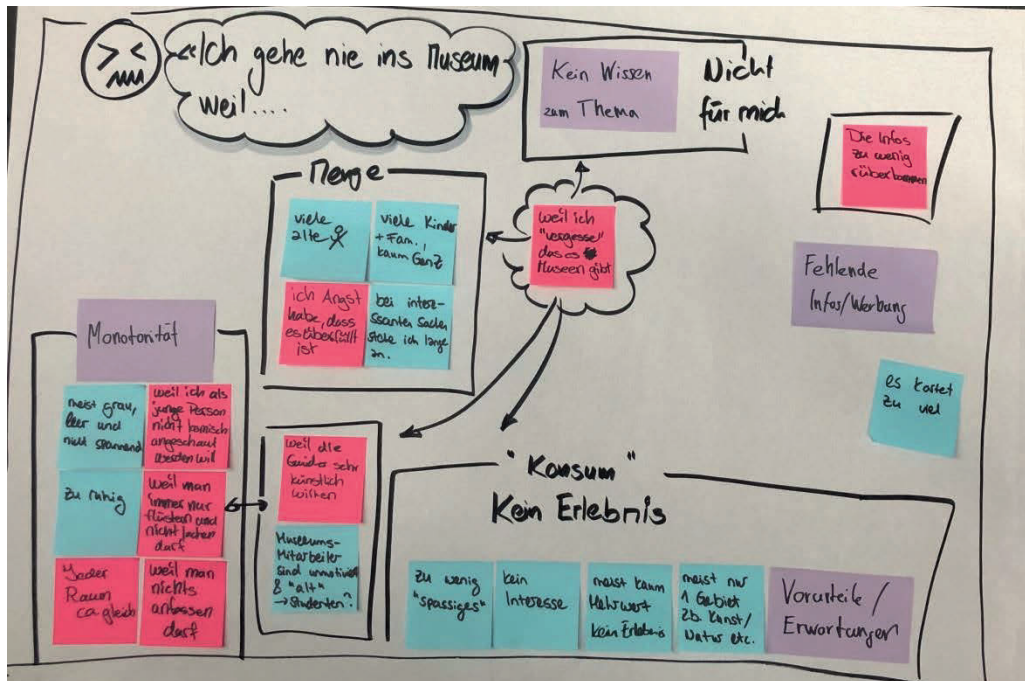 Ich gehe nie ins Museum
weil....
Kein Wissen
zum Thema
Nicht
für mich
Die Infos
zu wenig
rüberkommen
Menge
viele
alte
viele Kinder
+ Fam.,
kaum GenZ
ich Angst
habe, dass
es überfüllt
ist
bei intere-
ssanten Sachen
stehe ich lange
an.
weil ich
"vergesse"
das es
Museen gibt
Fehlende
Infos/Werbung
es kostet
zu viel
Monotorität
meist grau,
leer und
nicht spannend
weil ich als
junge Person
nicht komisch
angeschaut
werden will
zu ruhig
weil man
immer nur
flüstern und
nicht lachen
darf
Jeder
Raum
ca. gleich
weil man
nichts
anfassen
darf
weil die
Guides sehr
künstlich
wirken
Museums-
Mitarbeiter
sind unmotiviert
& "alt"
→ Studenten?
"Konsum"
Kein Erlebnis
zu wenig
"spassiges"
kein
Interesse
meist kaum
Mehrwert
kein Erlebnis
meist nur
1 Gebiet
zb. Kunst/
Natur etc.
Vorurteile/
Erwartungen